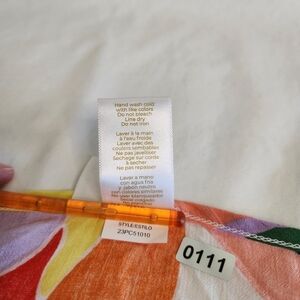 Hand wash cold
with like colors
Do not bleach
Line dry
Do not iron
Laver à la main
à l'eau froide
Laver avec des
couleurs semblables
Ne pas javelliser
Sechage sur corde
à secher
Ne pas repasser
Lavar a mano
con agua fria
y jabón neutro
con colores similares
No usar blanqueador
Secar colgado
STYLE/ESTILO
23PC51010
0111